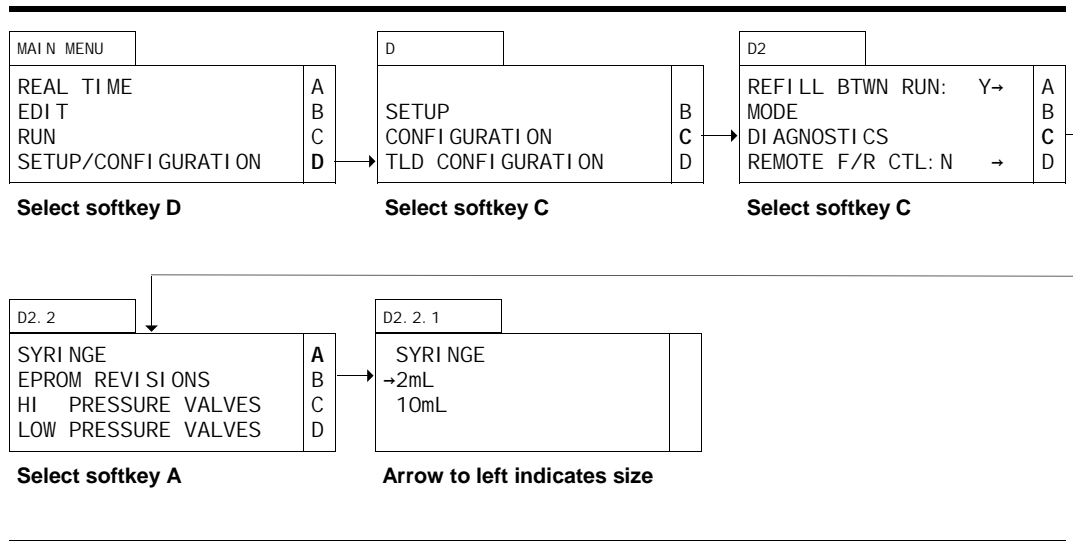 MAIN MENU
REAL TIME A
EDIT B
RUN C
SETUP/CONFIGURATION D
Select softkey D
D
SETUP B
CONFIGURATION C
TLD CONFIGURATION D
Select softkey C
D2
REFILL BTWN RUN: Y→ A
MODE B
DIAGNOSTICS C
REMOTE F/R CTL:N → D
Select softkey C
D2.2
SYRINGE A
EPROM REVISIONS B
HI PRESSURE VALVES C
LOW PRESSURE VALVES D
Select softkey A
D2.2.1
SYRINGE
→2mL
10mL
Arrow to left indicates size